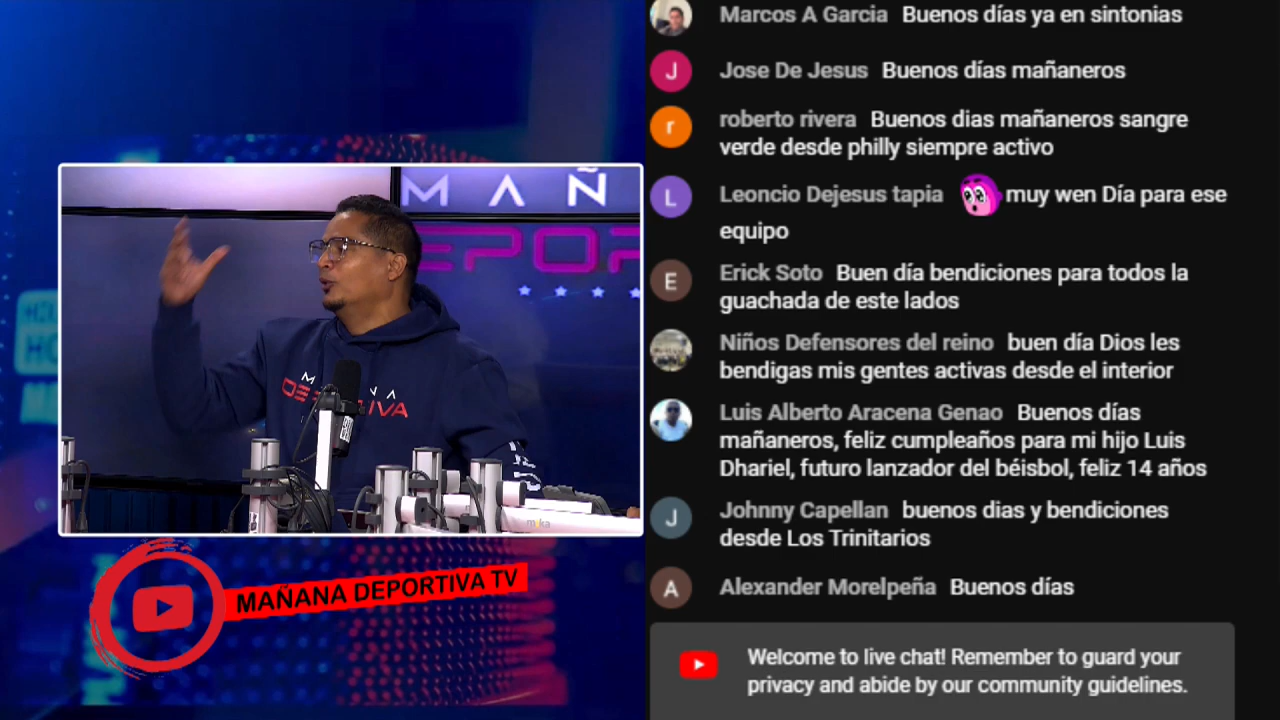 MAÑ
DEPOR
MAÑANA
DEPORTIVA
mika
MAÑANA DEPORTIVA TV
Marcos A Garcia Buenos días ya en sintonias
J
Jose De Jesus Buenos días mañaneros
r
roberto rivera Buenos dias mañaneros sangre
verde desde philly siempre activo
L
Leoncio Dejesus tapia muy wen Día para ese
equipo
E
Erick Soto Buen día bendiciones para todos la
guachada de este lados
Niños Defensores del reino buen día Dios les
bendigas mis gentes activas desde el interior
Luis Alberto Aracena Genao Buenos días
mañaneros, feliz cumpleaños para mi hijo Luis
Dhariel, futuro lanzador del béisbol, feliz 14 años
J
Johnny Capellan buenos dias y bendiciones
desde Los Trinitarios
A
Alexander Morelpeña Buenos días
Welcome to live chat! Remember to guard your
privacy and abide by our community guidelines.